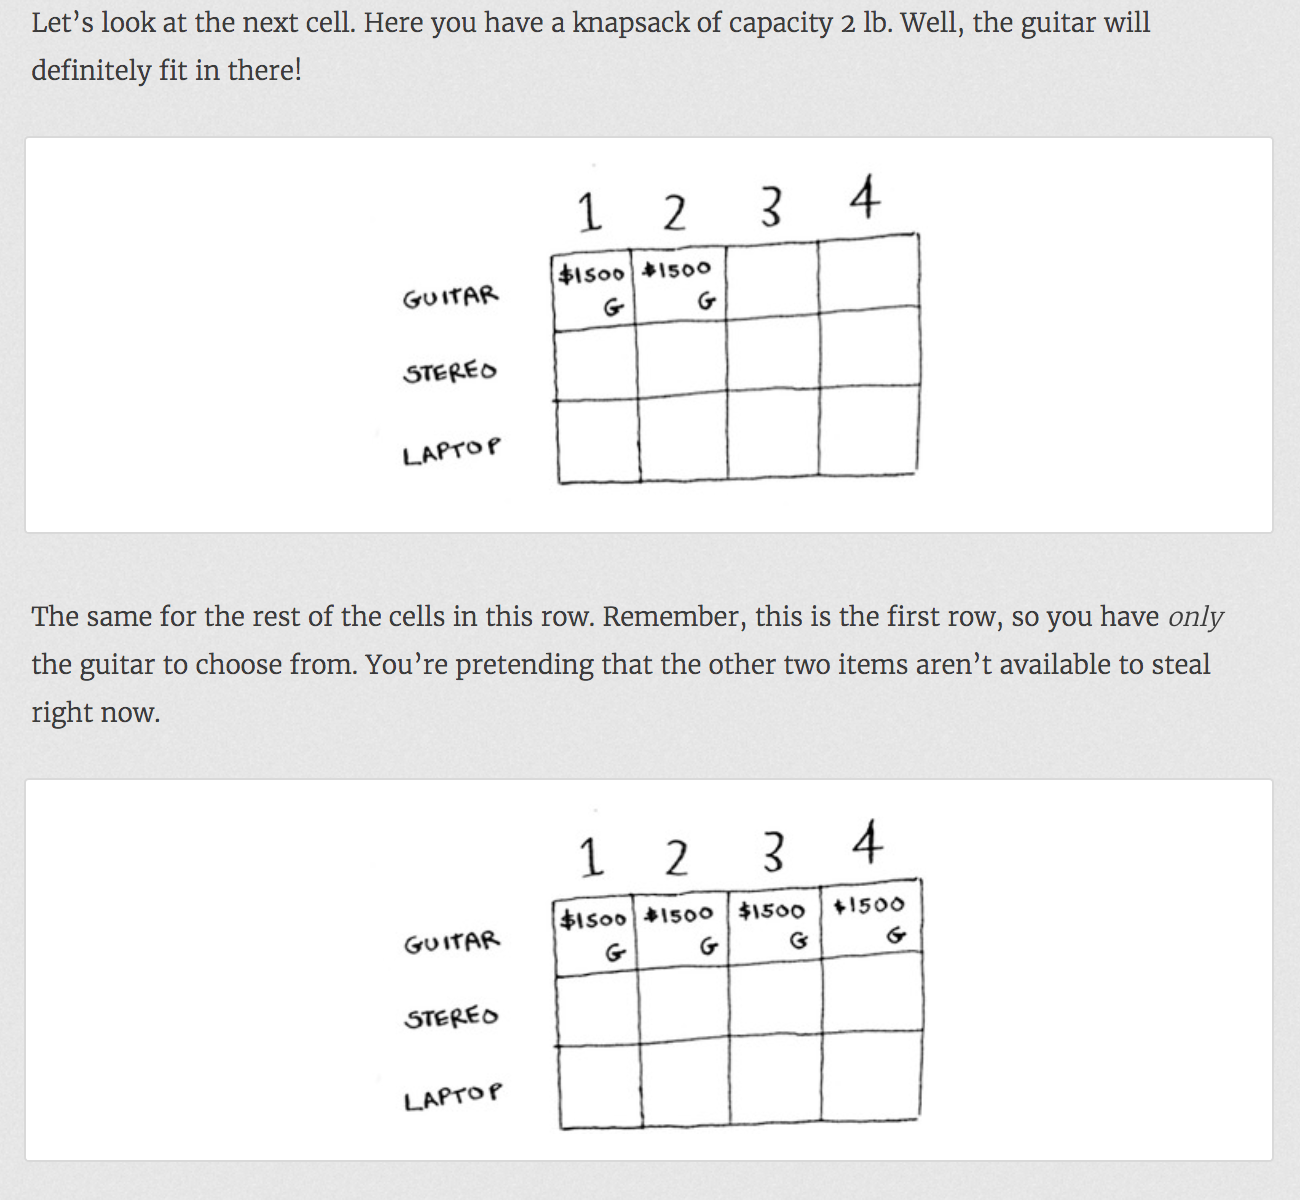 Let’s look at the next cell. Here you have a knapsack of capacity 2 lb. Well, the guitar will
definitely fit in there!
1 2 3 4
GUITAR $1500 G $1500 G
STEREO
LAPTOP
The same for the rest of the cells in this row. Remember, this is the first row, so you have only
the guitar to choose from. You’re pretending that the other two items aren’t available to steal
right now.
1 2 3 4
GUITAR $1500 G $1500 G $1500 G $1500 G
STEREO
LAPTOP